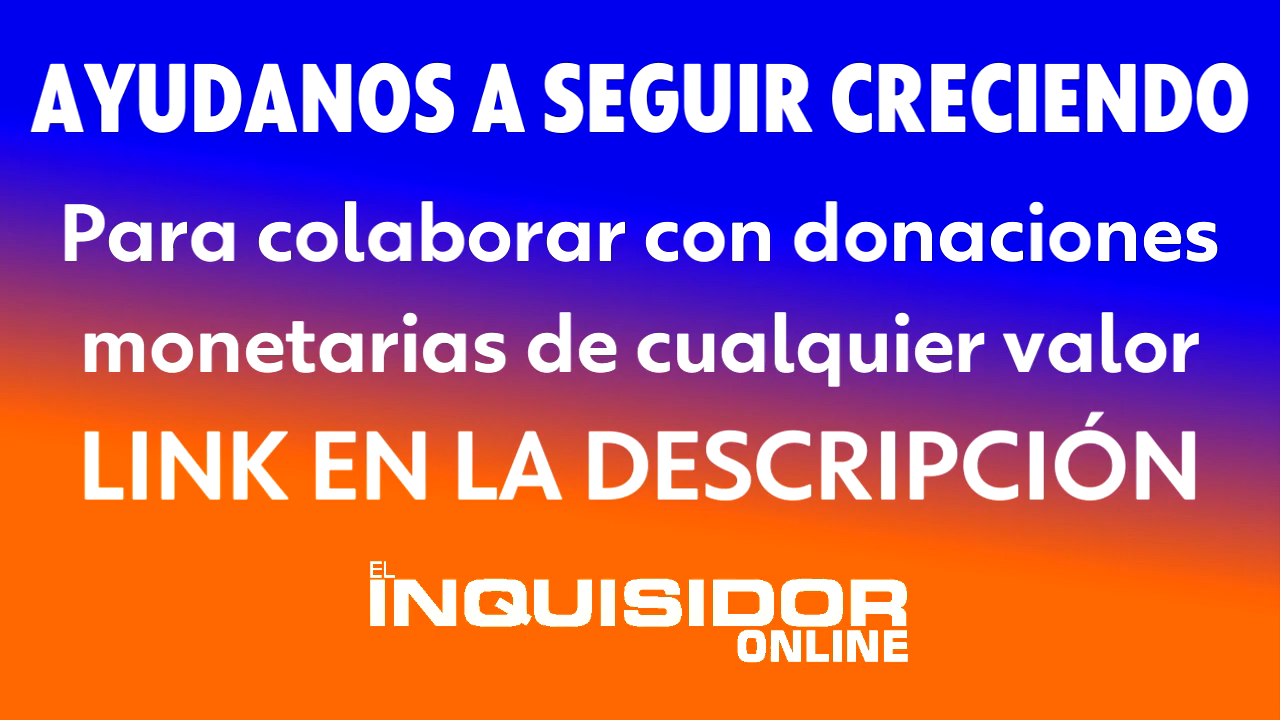 AYUDANOS A SEGUIR CRECIENDO
Para colaborar con donaciones
monetarias de cualquier valor
LINK EN LA DESCRIPCIÓN
EL
INQUISIDOR
ONLINE